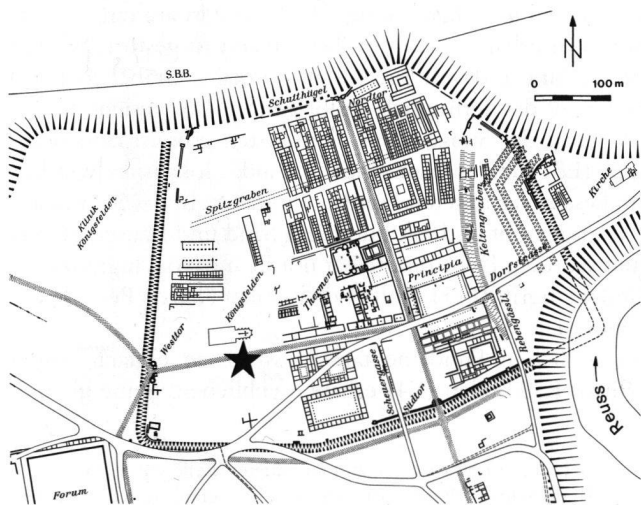 S.B.B.
N
0 100 m
Schutthügel
Nordtor
Kirche
Klinik
Königsfelden
Spitzgraben
Keltengraben
Königsfelden
Thermen
Principia
Dorfstrasse
Rebengässli
Westtor
Scheuergasse
Südtor
Reuss
Forum